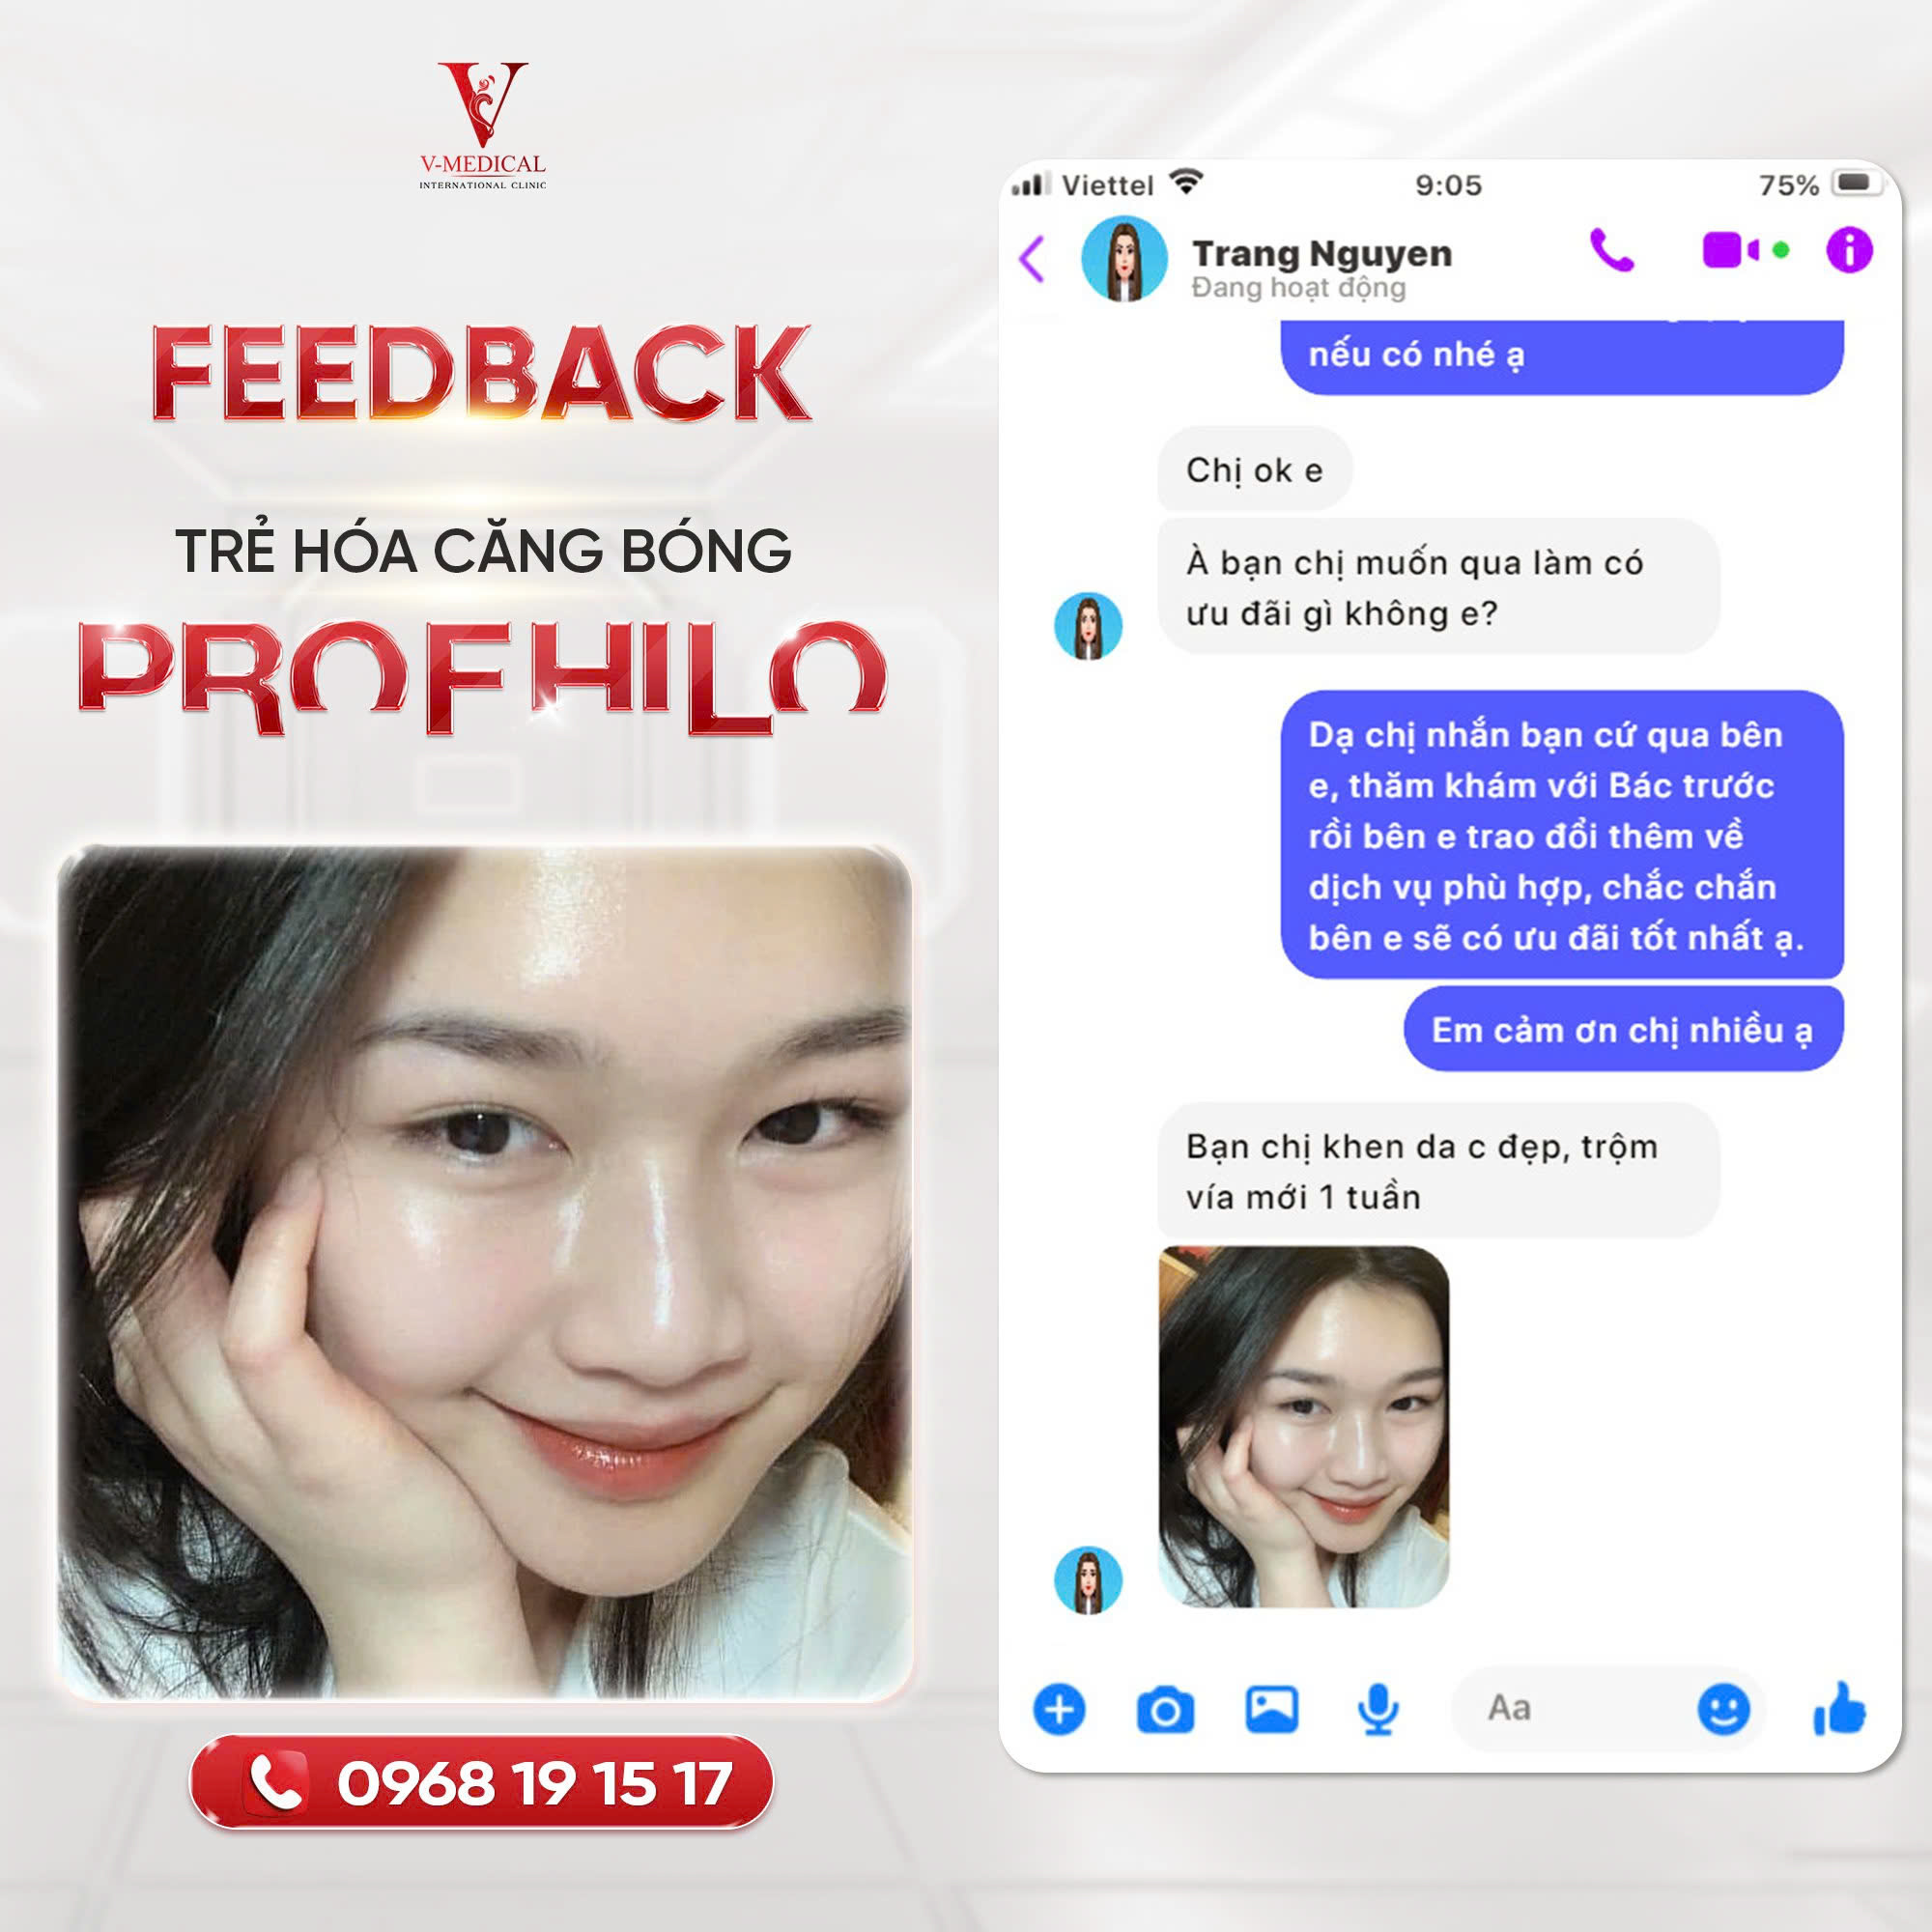 V-MEDICAL
INTERNATIONAL CLINIC
FEEDBACK
TRẺ HÓA CĂNG BÓNG
PROFHILO
0968 19 15 17
Viettel
9:05
75%
Trang Nguyen
Đang hoạt động
nếu có nhé ạ
Chị ok e
À bạn chị muốn qua làm có
ưu đãi gì không e?
Dạ chị nhắn bạn cứ qua bên
e, thăm khám với Bác trước
rồi bên e trao đổi thêm về
dịch vụ phù hợp, chắc chắn
bên e sẽ có ưu đãi tốt nhất ạ.
Em cảm ơn chị nhiều ạ
Bạn chị khen da c đẹp, trộm
vía mới 1 tuần
Aa